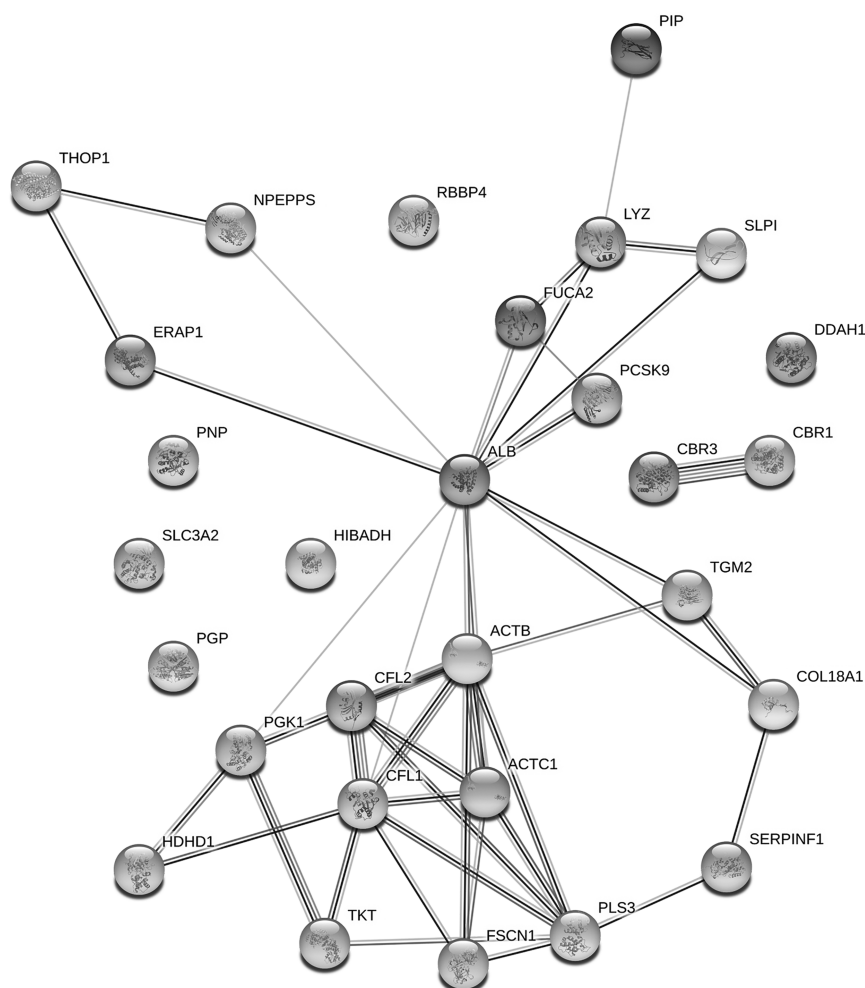 PIP
THOP1
NPEPPS
RBBP4
LYZ
SLPI
FUCA2
DDAH1
ERAP1
PCSK9
PNP
ALB
CBR3
CBR1
SLC3A2
HIBADH
TGM2
ACTB
PGP
CFL2
COL18A1
PGK1
ACTC1
CFL1
HDHD1
SERPINF1
TKT
PLS3
FSCN1